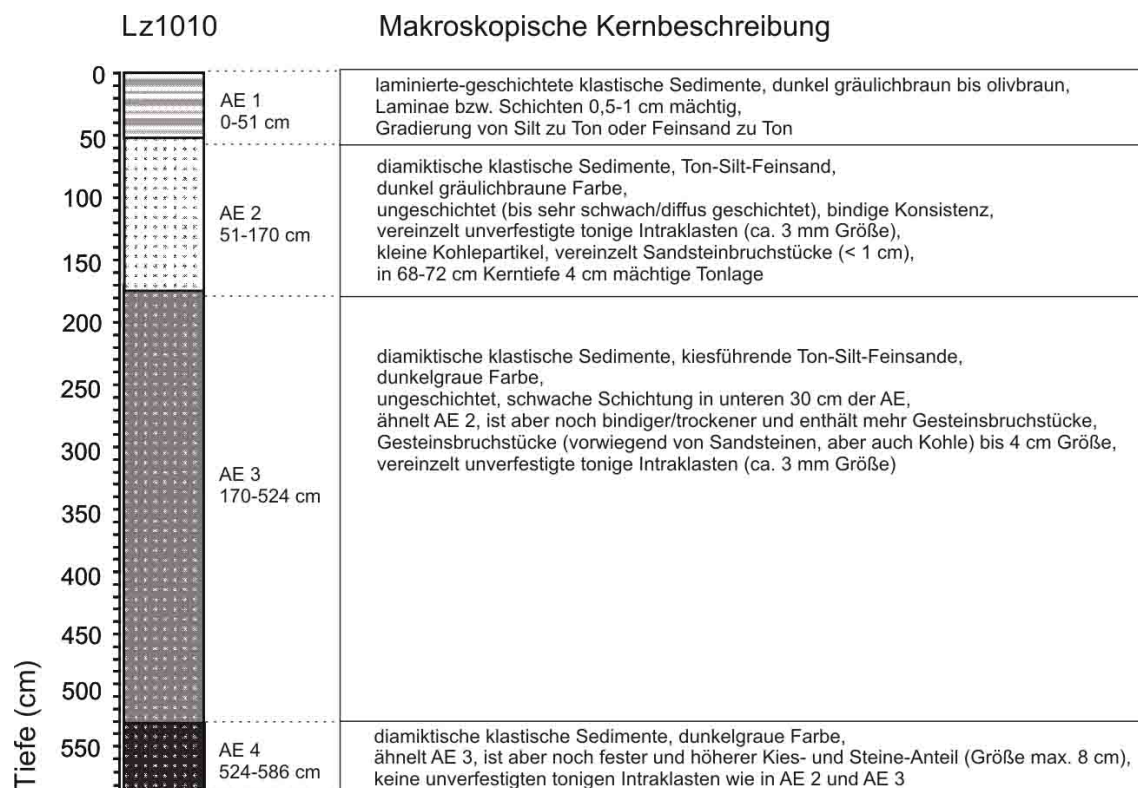 Lz1010
Makroskopische Kernbeschreibung
0
50
100
150
200
250
300
350
400
450
500
550
Tiefe (cm)
AE 1
0-51 cm
laminierte-geschichtete klastische Sedimente, dunkel gräulichbraun bis olivbraun,
Laminae bzw. Schichten 0,5-1 cm mächtig,
Gradierung von Silt zu Ton oder Feinsand zu Ton
AE 2
51-170 cm
diamiktische klastische Sedimente, Ton-Silt-Feinsand,
dunkel gräulichbraune Farbe,
ungeschichtet (bis sehr schwach/diffus geschichtet), bindige Konsistenz,
vereinzelt unverfestigte tonige Intraklasten (ca. 3 mm Größe),
kleine Kohlepartikel, vereinzelt Sandsteinbruchstücke (< 1 cm),
in 68-72 cm Kerntiefe 4 cm mächtige Tonlage
AE 3
170-524 cm
diamiktische klastische Sedimente, kiesführende Ton-Silt-Feinsande,
dunkelgraue Farbe,
ungeschichtet, schwache Schichtung in unteren 30 cm der AE,
ähnelt AE 2, ist aber noch bindiger/trockener und enthält mehr Gesteinsbruchstücke,
Gesteinsbruchstücke (vorwiegend von Sandsteinen, aber auch Kohle) bis 4 cm Größe,
vereinzelt unverfestigte tonige Intraklasten (ca. 3 mm Größe)
AE 4
524-586 cm
diamiktische klastische Sedimente, dunkelgraue Farbe,
ähnelt AE 3, ist aber noch fester und höherer Kies- und Steine-Anteil (Größe max. 8 cm),
keine unverfestigten tonigen Intraklasten wie in AE 2 und AE 3